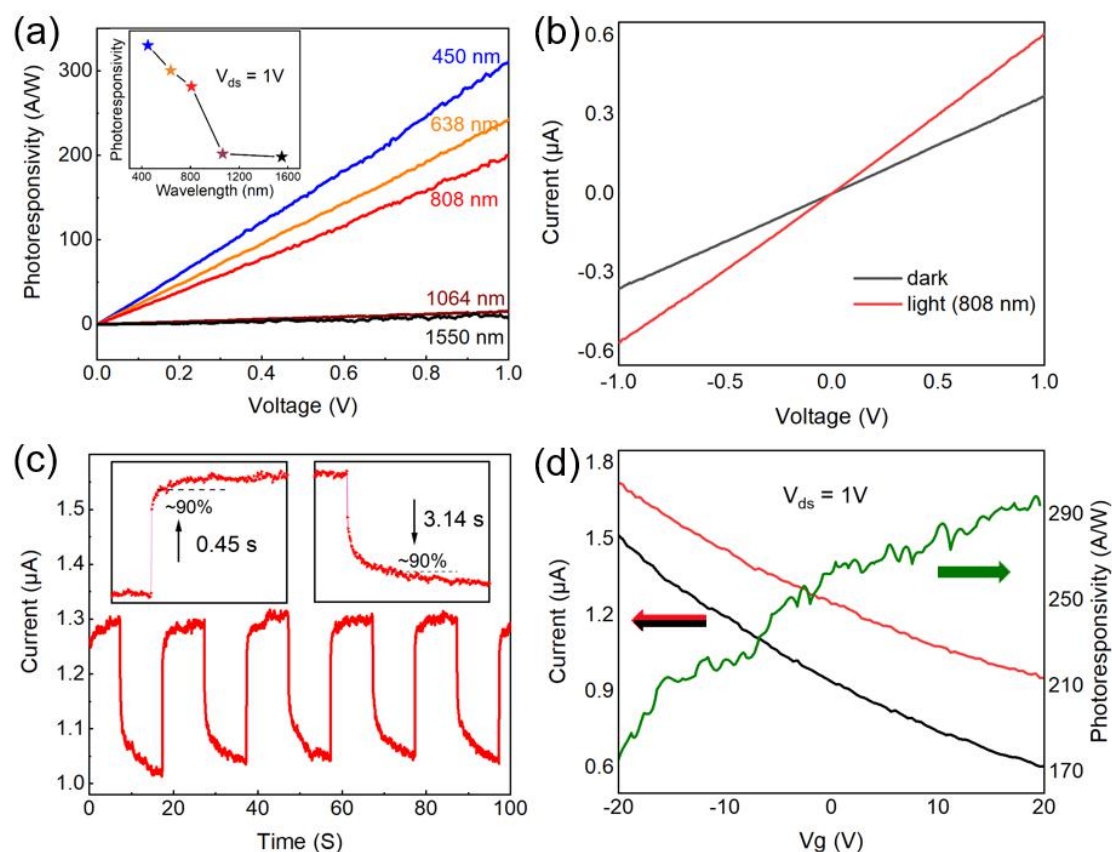 (a)
Photoresponsivity (A/W)
300
200
100
0
0.0 0.2 0.4 0.6 0.8 1.0
Voltage (V)
450 nm
638 nm
808 nm
1064 nm
1550 nm
Photoresponsivity
V_ds = 1V
400 800 1200 1600
Wavelength (nm)
(b)
Current (μA)
0.6
0.3
0.0
-0.3
-0.6
-1.0 -0.5 0.0 0.5 1.0
Voltage (V)
dark
light (808 nm)
(c)
Current (μA)
1.5
1.4
1.3
1.2
1.1
1.0
0 20 40 60 80 100
Time (S)
~90%
0.45 s
3.14 s
~90%
(d)
Current (μA)
1.8
1.5
1.2
0.9
0.6
-20 -10 0 10 20
Vg (V)
V_ds = 1V
290
250
210
170
Photoresponsivity (A/W)